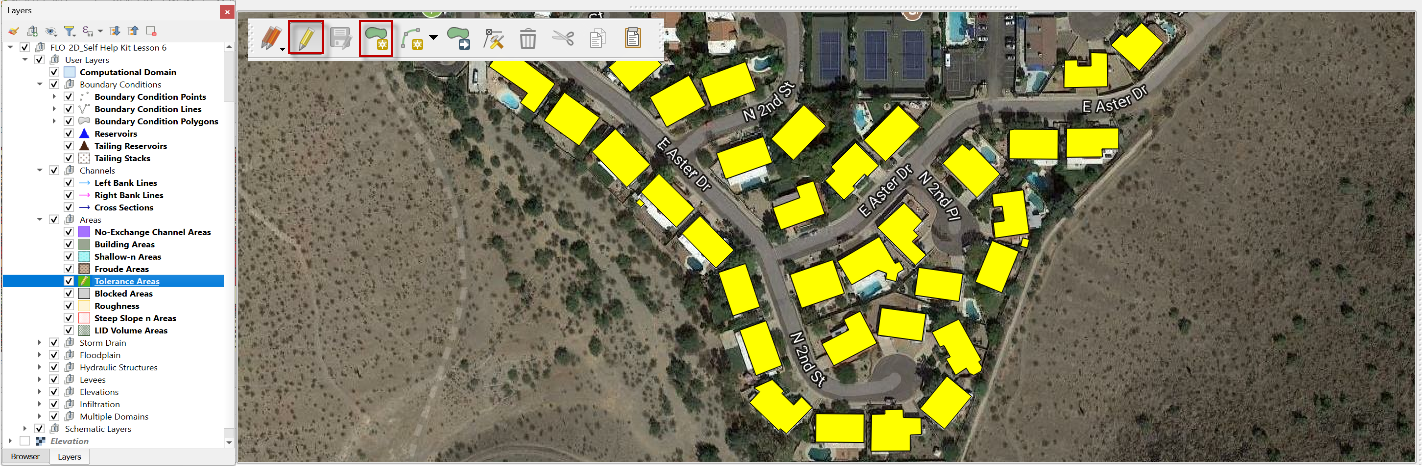 Layers
FLO 2D_Self Help Kit Lesson 6
User Layers
Computational Domain
Boundary Conditions
Boundary Condition Points
Boundary Condition Lines
Boundary Condition Polygons
Reservoirs
Tailing Reservoirs
Tailing Stacks
Channels
Left Bank Lines
Right Bank Lines
Cross Sections
Areas
No-Exchange Channel Areas
Building Areas
Shallow-n Areas
Froude Areas
Tolerance Areas
Blocked Areas
Roughness
Steep Slope n Areas
LID Volume Areas
Storm Drain
Floodplain
Hydraulic Structures
Levees
Elevations
Infiltration
Multiple Domains
Schematic Layers
Elevation
Browser
Layers
N 2nd St
E Aster Dr
E Aster Dr
E Aster Dr
N 2nd Pl
N 2nd St